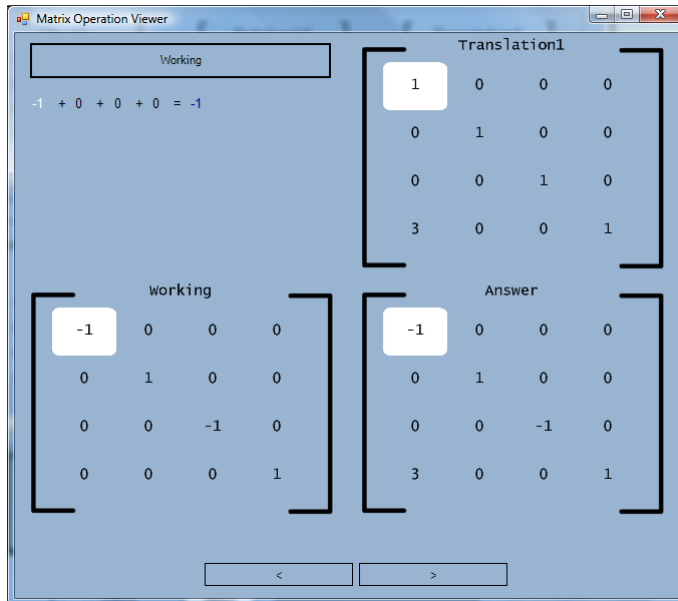 Matrix Operation Viewer
Working
-1 + 0 + 0 + 0 = -1
Translation1
1 0 0 0
0 1 0 0
0 0 1 0
3 0 0 1
Working
-1 0 0 0
0 1 0 0
0 0 -1 0
0 0 0 1
Answer
-1 0 0 0
0 1 0 0
0 0 -1 0
3 0 0 1
< >